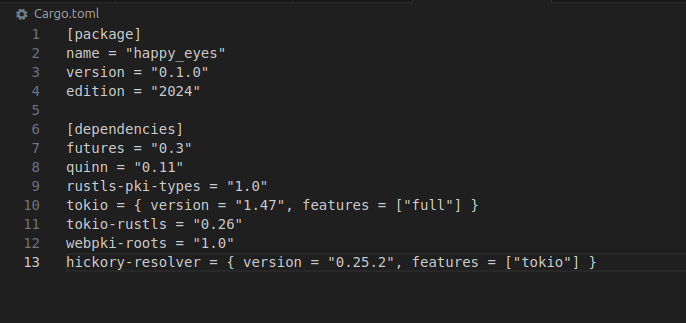 Cargo.toml
1 [package]
2 name = "happy_eyes"
3 version = "0.1.0"
4 edition = "2024"
5
6 [dependencies]
7 futures = "0.3"
8 quinn = "0.11"
9 rustls-pki-types = "1.0"
10 tokio = { version = "1.47", features = ["full"] }
11 tokio-rustls = "0.26"
12 webpki-roots = "1.0"
13 hickory-resolver = { version = "0.25.2", features = ["tokio"] }